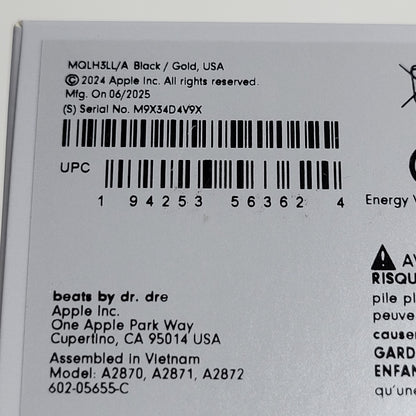 MQLH3LL/A Black / Gold, USA
© 2024 Apple Inc. All rights reserved.
Mfg. On 06/2025
(S) Serial No. M9X34D4V9X
UPC
1 94253 56362 4
Energy V
beats by dr. dre
Apple Inc.
One Apple Park Way
Cupertino, CA 95014 USA
Assembled in Vietnam
Model: A2870, A2871, A2872
602-05655-C
AV
RISQU
pile pl
peuve
cause
GARD
ENFAN
qu'une